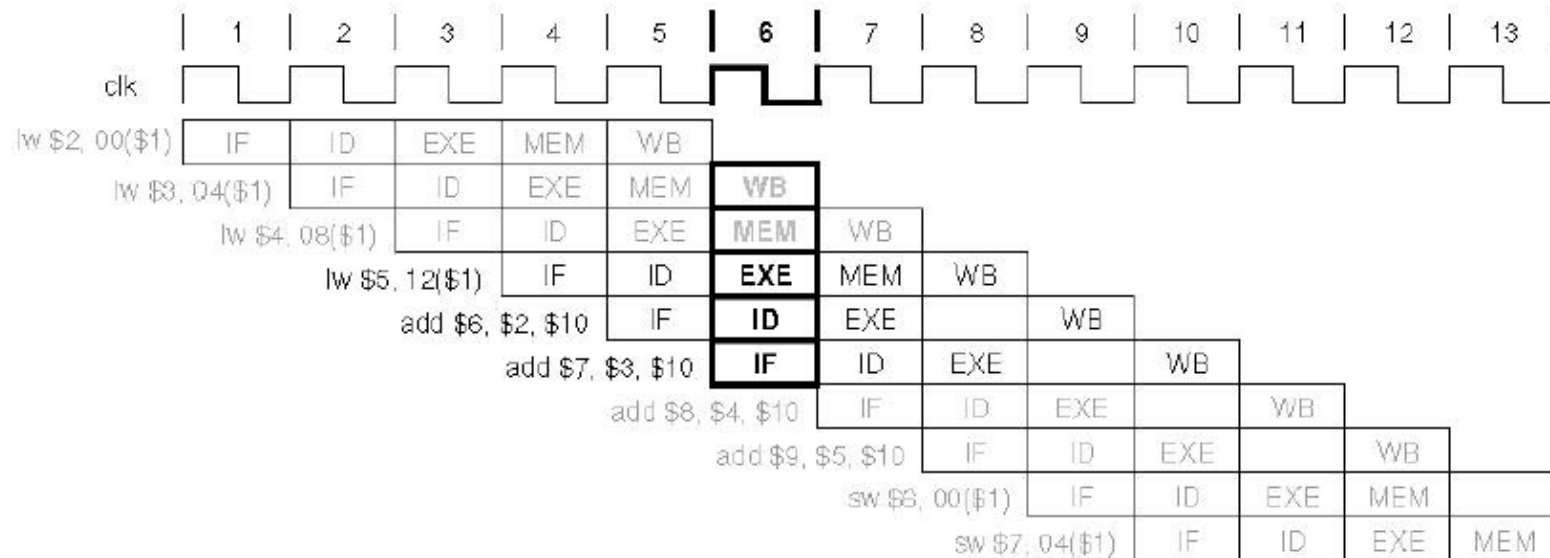 1 2 3 4 5 6 7 8 9 10 11 12 13
clk
lw $2, 00($1) IF ID EXE MEM WB
lw $3, 04($1) IF ID EXE MEM WB
lw $4, 08($1) IF ID EXE MEM WB
lw $5, 12($1) IF ID EXE MEM WB
add $6, $2, $10 IF ID EXE WB
add $7, $3, $10 IF ID EXE WB
add $8, $4, $10 IF ID EXE WB
add $9, $5, $10 IF ID EXE WB
sw $6, 00($1) IF ID EXE MEM
sw $7, 04($1) IF ID EXE MEM